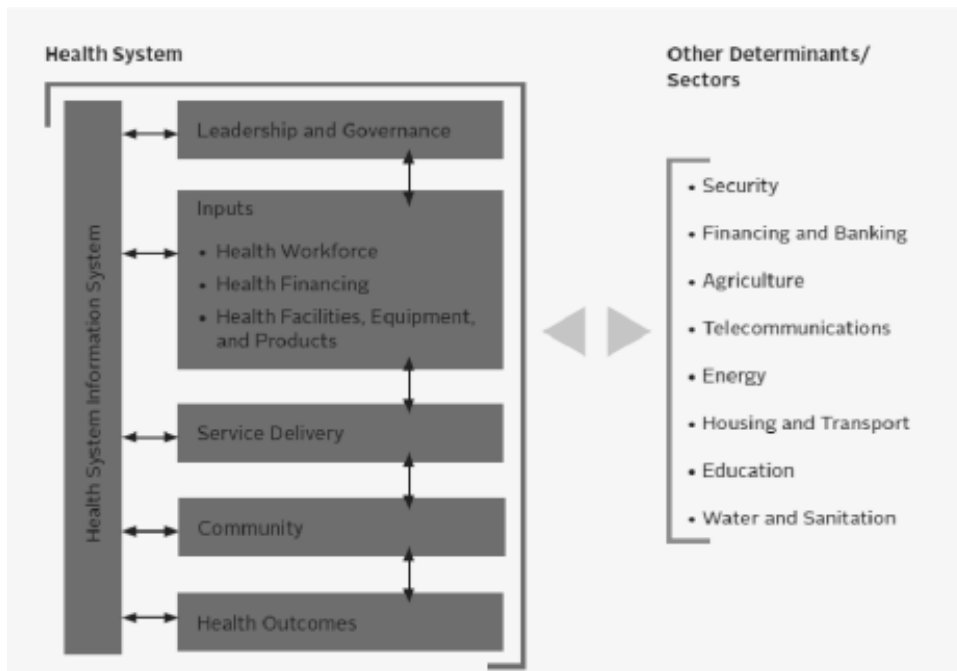 Health System
Health System Information System
Leadership and Governance
Inputs
• Health Workforce
• Health Financing
• Health Facilities, Equipment,
and Products
Service Delivery
Community
Health Outcomes
Other Determinants/
Sectors
• Security
• Financing and Banking
• Agriculture
• Telecommunications
• Energy
• Housing and Transport
• Education
• Water and Sanitation